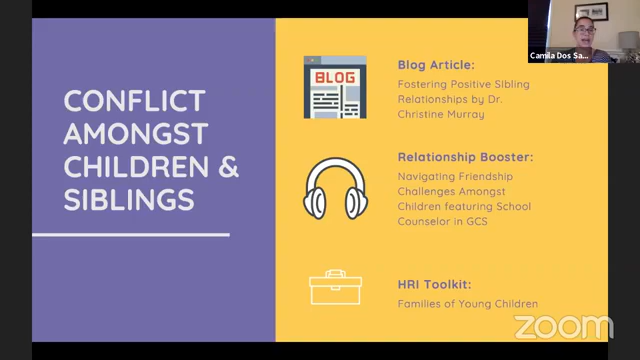 Camila Dos Sa...
CONFLICT
AMONGST
CHILDREN &
SIBLINGS
BLOG
Blog Article:
Fostering Positive Sibling
Relationships by Dr.
Christine Murray
Relationship Booster:
Navigating Friendship
Challenges Amongst
Children featuring School
Counselor in GCS
HRI Toolkit:
Families of Young Children
zoom